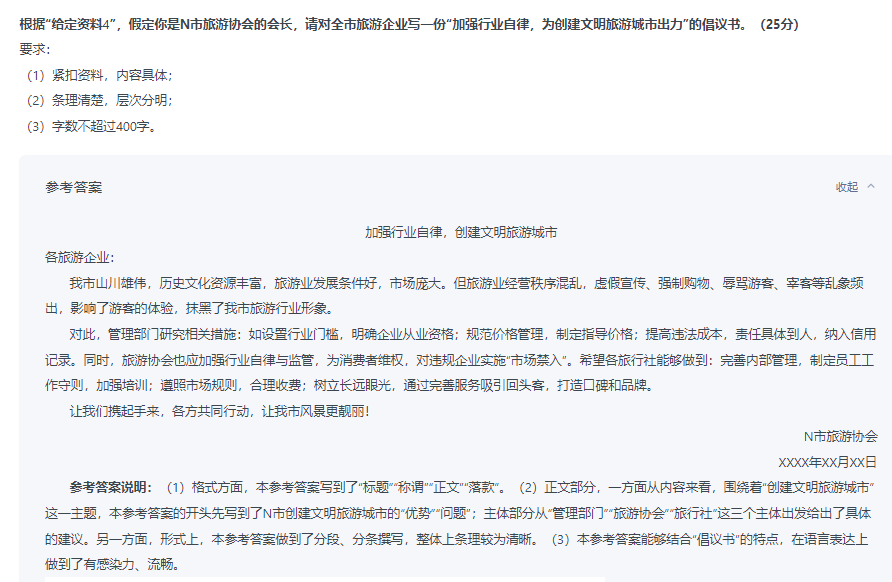 根据“给定资料4”，假定你是N市旅游协会的会长，请对全市旅游企业写一份“加强行业自律，为创建文明旅游城市出力”的倡议书。（25分）
要求：
（1）紧扣资料，内容具体；
（2）条理清楚，层次分明；
（3）字数不超过400字。
参考答案
收起
加强行业自律，创建文明旅游城市
各旅游企业：
我市山川雄伟，历史文化资源丰富，旅游业发展条件好，市场庞大。但旅游业经营秩序混乱，虚假宣传、强制购物、辱骂游客、宰客等乱象频
出，影响了游客的体验，抹黑了我市旅游行业形象。
对此，管理部门研究相关措施：如设置行业门槛，明确企业从业资格；规范价格管理，制定指导价格；提高违法成本，责任具体到人，纳入信用
记录。同时，旅游协会也应加强行业自律与监管，为消费者维权，对违规企业实施“市场禁入”。希望各旅行社能够做到：完善内部管理，制定员工工
作守则，加强培训；遵照市场规则，合理收费；树立长远眼光，通过完善服务吸引回头客，打造口碑和品牌。
让我们携起手来，各方共同行动，让我市风景更靓丽！
N市旅游协会
XXXX年XX月XX日
参考答案说明：（1）格式方面，本参考答案写到了“标题”“称谓”“正文”“落款”。（2）正文部分，一方面从内容来看，围绕着“创建文明旅游城市”
这一主题，本参考答案的开头先写到了N市创建文明旅游城市的“优势”“问题”；主体部分从“管理部门”“旅游协会”“旅行社”这三个主体出发给出了具体
的建议。另一方面，形式上，本参考答案做到了分段、分条撰写，整体上条理较为清晰。（3）本参考答案能够结合“倡议书”的特点，在语言表达上
做到了有感染力、流畅。